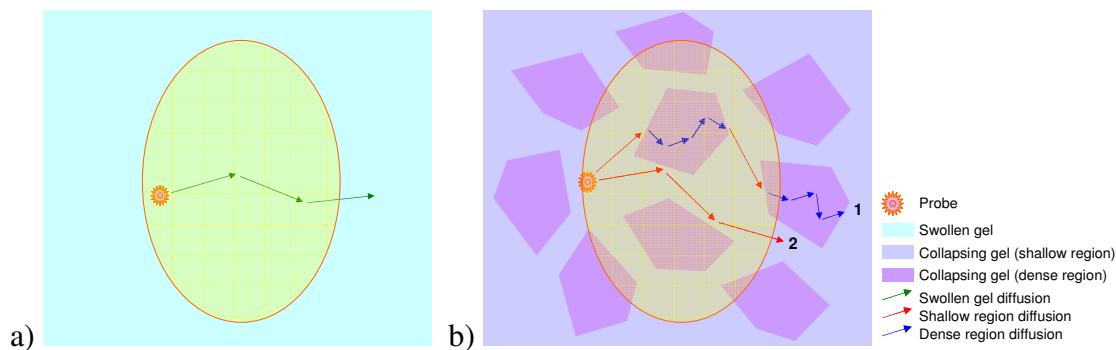 a)
b)
1
2
Probe
Swollen gel
Collapsing gel (shallow region)
Collapsing gel (dense region)
Swollen gel diffusion
Shallow region diffusion
Dense region diffusion